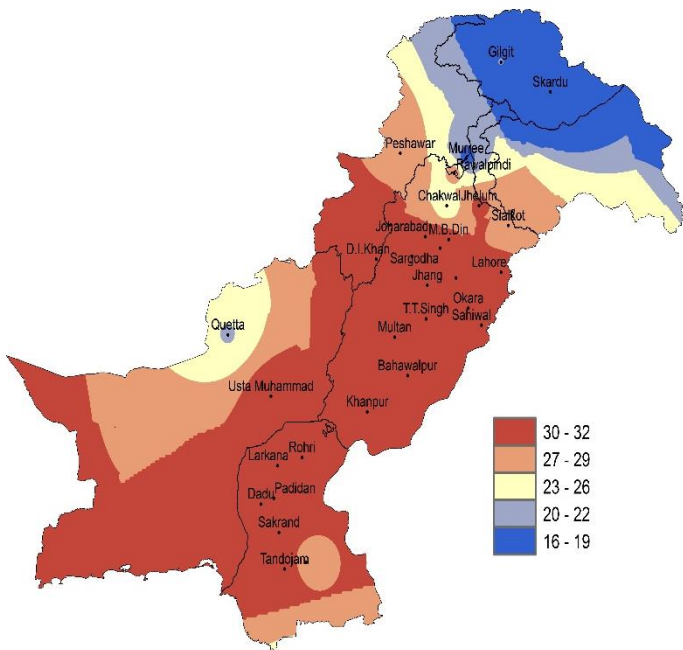 Gilgit
Skardu
Murree
Peshawar
Rawalpindi
Chakwal
Jhelum
Sialkot
Joharabad
M.B.Din
D.I.Khan
Sargodha
Lahore
Jhang
Okara
T.T.Singh
Sahiwal
Quetta
Multan
Bahawalpur
Usta Muhammad
Khanpur
30 - 32
27 - 29
23 - 26
20 - 22
16 - 19
Rohri
Larkana
Padidan
Dadu
Sakrand
Tandojam